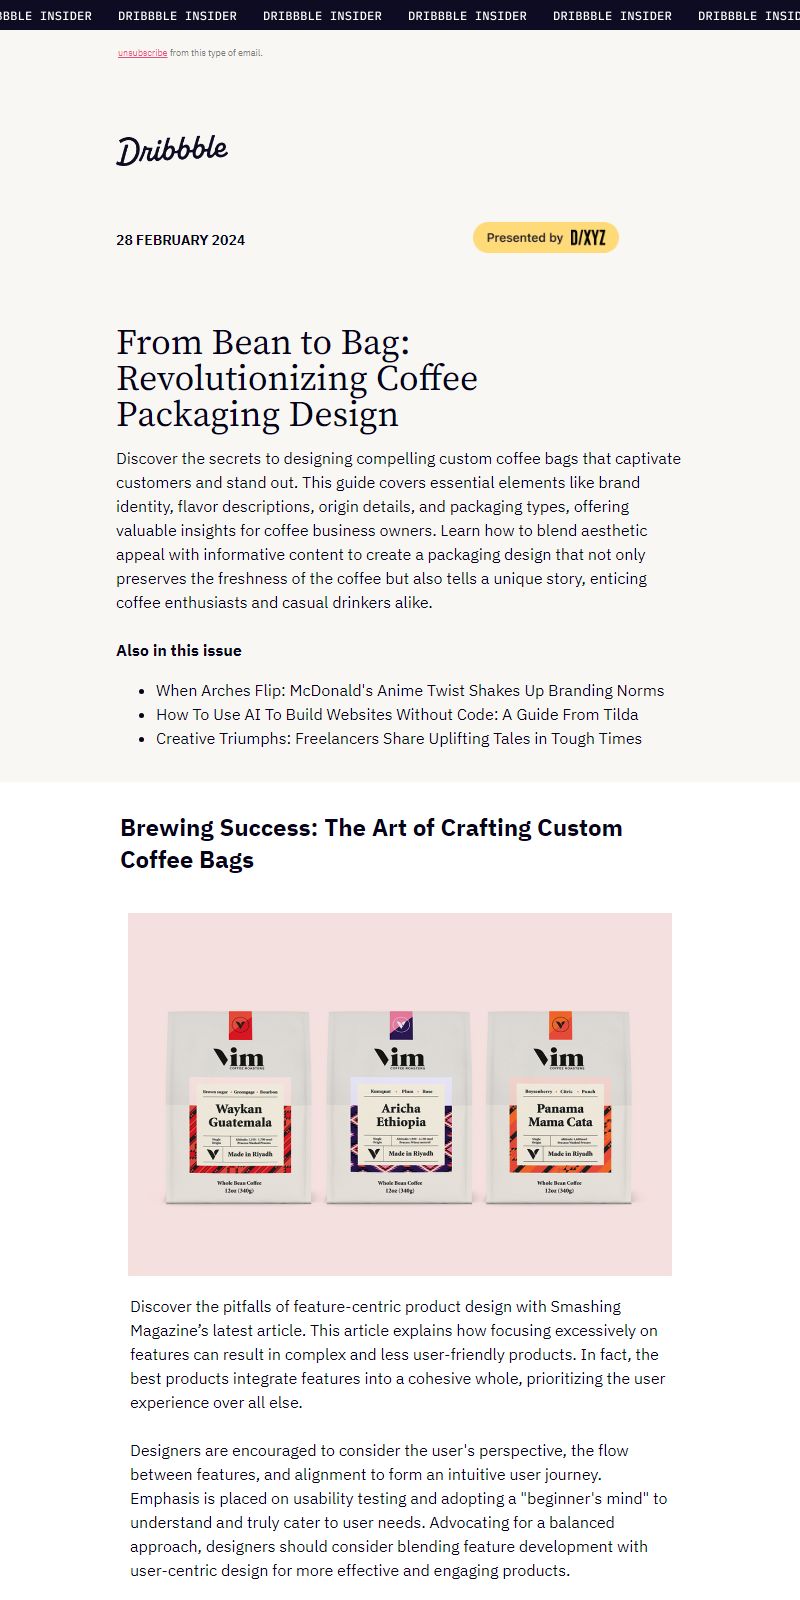 DRIBBBLE INSIDER DRIBBBLE INSIDER DRIBBBLE INSIDER DRIBBBLE INSIDER
unsubscribe from this type of email.
Dribbble
28 FEBRUARY 2024
Presented by D/XYZ
From Bean to Bag:
Revolutionizing Coffee
Packaging Design
Discover the secrets to designing compelling custom coffee bags that captivate
customers and stand out. This guide covers essential elements like brand
identity, flavor descriptions, origin details, and packaging types, offering
valuable insights for coffee business owners. Learn how to blend aesthetic
appeal with informative content to create a packaging design that not only
preserves the freshness of the coffee but also tells a unique story, enticing
coffee enthusiasts and casual drinkers alike.
Also in this issue
• When Arches Flip: McDonald's Anime Twist Shakes Up Branding Norms
• How To Use AI To Build Websites Without Code: A Guide From Tilda
• Creative Triumphs: Freelancers Share Uplifting Tales in Tough Times
Brewing Success: The Art of Crafting Custom
Coffee Bags
Vim
COFFEE ROASTERS
Brown sugar · Greengage · Bourbon
Waykan
Guatemala
Single
Origin
Made in Riyadh
Whole Bean Coffee
12oz (340g)
Vim
COFFEE ROASTERS
Kumquat · Plum · Rose
Aricha
Ethiopia
Single
Origin
Made in Riyadh
Whole Bean Coffee
12oz (340g)
Vim
COFFEE ROASTERS
Boysenberry · Citric · Punch
Panama
Mama Cata
Single
Origin
Made in Riyadh
Whole Bean Coffee
12oz (340g)
Discover the pitfalls of feature-centric product design with Smashing
Magazine’s latest article. This article explains how focusing excessively on
features can result in complex and less user-friendly products. In fact, the
best products integrate features into a cohesive whole, prioritizing the user
experience over all else.
Designers are encouraged to consider the user's perspective, the flow
between features, and alignment to form an intuitive user journey.
Emphasis is placed on usability testing and adopting a "beginner's mind" to
understand and truly cater to user needs. Advocating for a balanced
approach, designers should consider blending feature development with
user-centric design for more effective and engaging products.